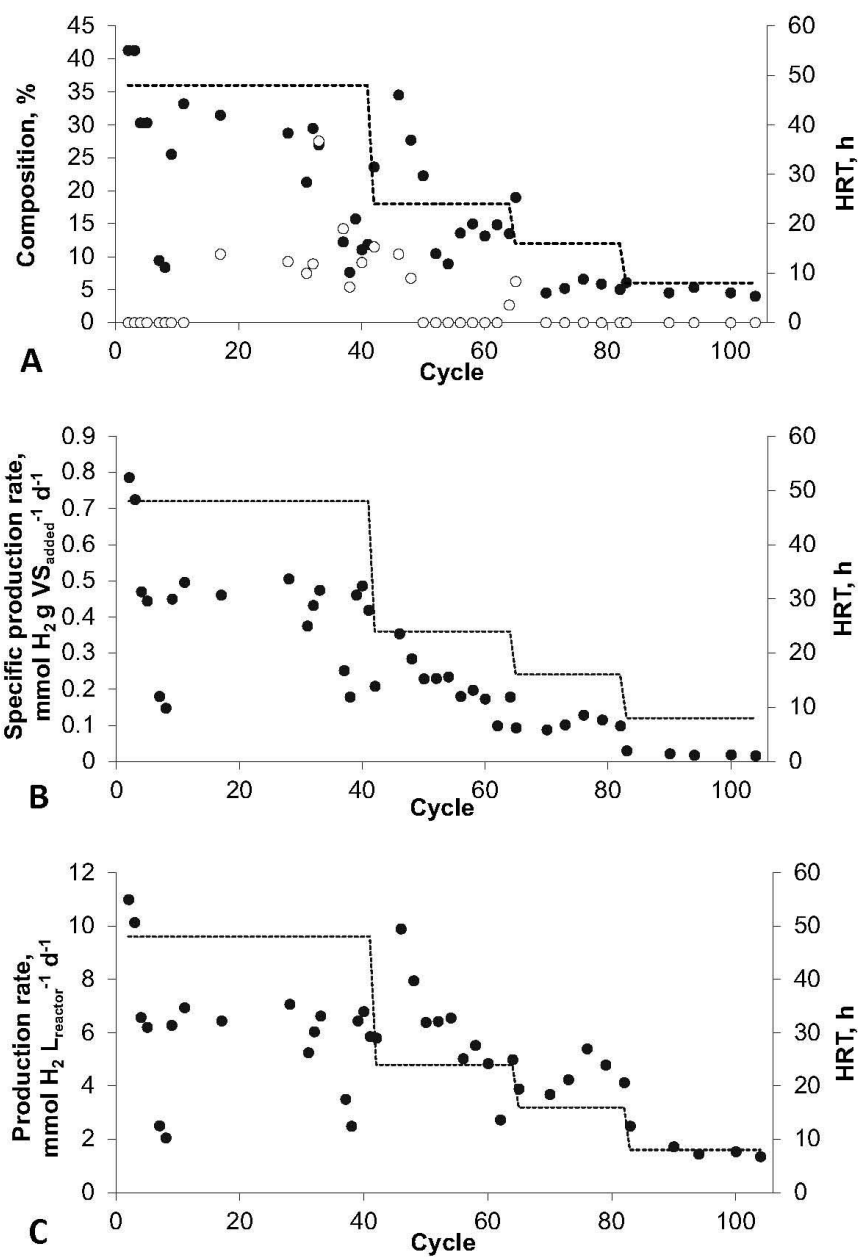 45
40
35
30
25
20
15
10
5
0
Composition, %
60
50
40
30
20
10
0
HRT, h
0 20 40 60 80 100
Cycle
A
0.9
0.8
0.7
0.6
0.5
0.4
0.3
0.2
0.1
0
Specific production rate,
mmol H₂ g VSadded⁻¹ d⁻¹
60
50
40
30
20
10
0
HRT, h
0 20 40 60 80 100
Cycle
B
12
10
8
6
4
2
0
Production rate,
mmol H₂ Lreactor⁻¹ d⁻¹
60
50
40
30
20
10
0
HRT, h
0 20 40 60 80 100
Cycle
C